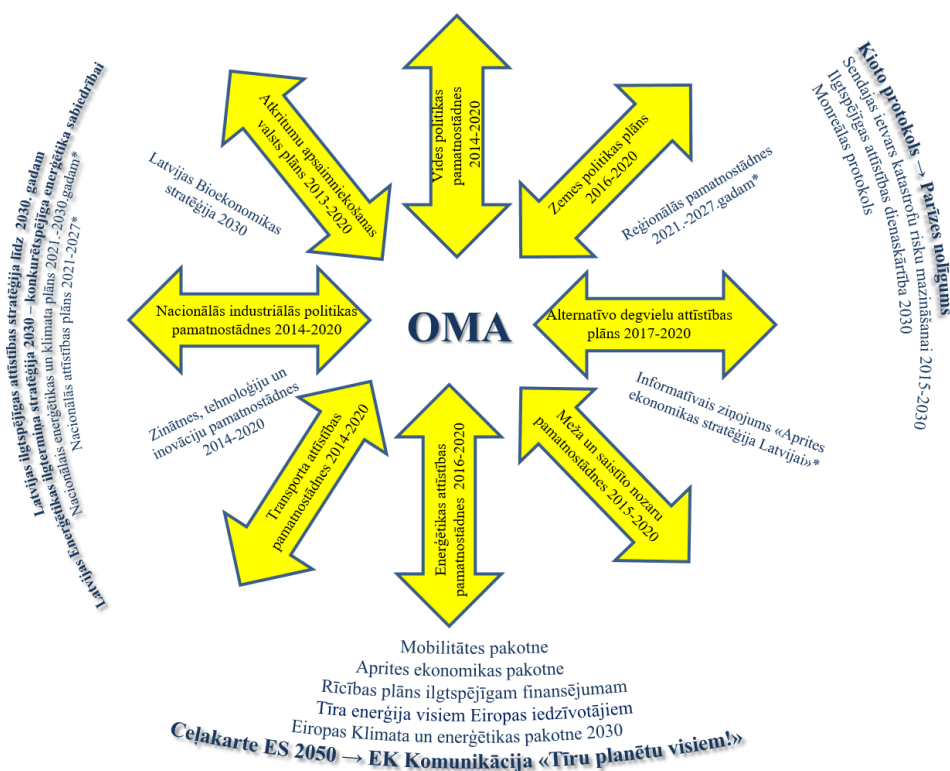 Vides politikas
pamatnostādnes
2014-2020
Atkritumu apsaimniekošanas
valsts plāns 2013-2020
Zemes politikas plāns
2016-2020
Latvijas Bioekonomikas
stratēģija 2030
Reģionālās pamatnostādnes
2021.-2027.gadam*
Nacionālās industriālās politikas
pamatnostādnes 2014-2020
OMA
Alternatīvo degvielu attīstības
plāns 2017-2020
Zinātnes, tehnoloģiju un
inovāciju pamatnostādnes
2014-2020
Informatīvais ziņojums «Aprites
ekonomikas stratēģija Latvijai»*
Transporta attīstības
pamatnostādnes 2014-2020
Enerģētikas attīstības
pamatnostādnes 2016-2020
Meža un saistīto nozaru
pamatnostādnes 2015-2020
Latvijas ilgtspējīgas attīstības stratēģija līdz 2030. gadam
Latvijas Enerģētikas ilgtermiņa stratēģija 2030 – konkurētspējīga enerģētika sabiedrībai
Nacionālais enerģētikas un klimata plāns 2021.-2030.gadam*
Nacionālās attīstības plāns 2021-2027*
Kioto protokols → Parīzes nolīgums
Sendajas ietvars katastrofu risku mazināšanai 2015-2030
Ilgtspējīgas attīstības dienaskārtība 2030
Monreālas protokols
Mobilitātes pakotne
Aprites ekonomikas pakotne
Rīcības plāns ilgtspējīgam finansējumam
Tīra enerģija visiem Eiropas iedzīvotājiem
Eiropas Klimata un enerģētikas pakotne 2030
Ceļakarte ES 2050 → EK Komunikācija «Tīru planētu visiem!»